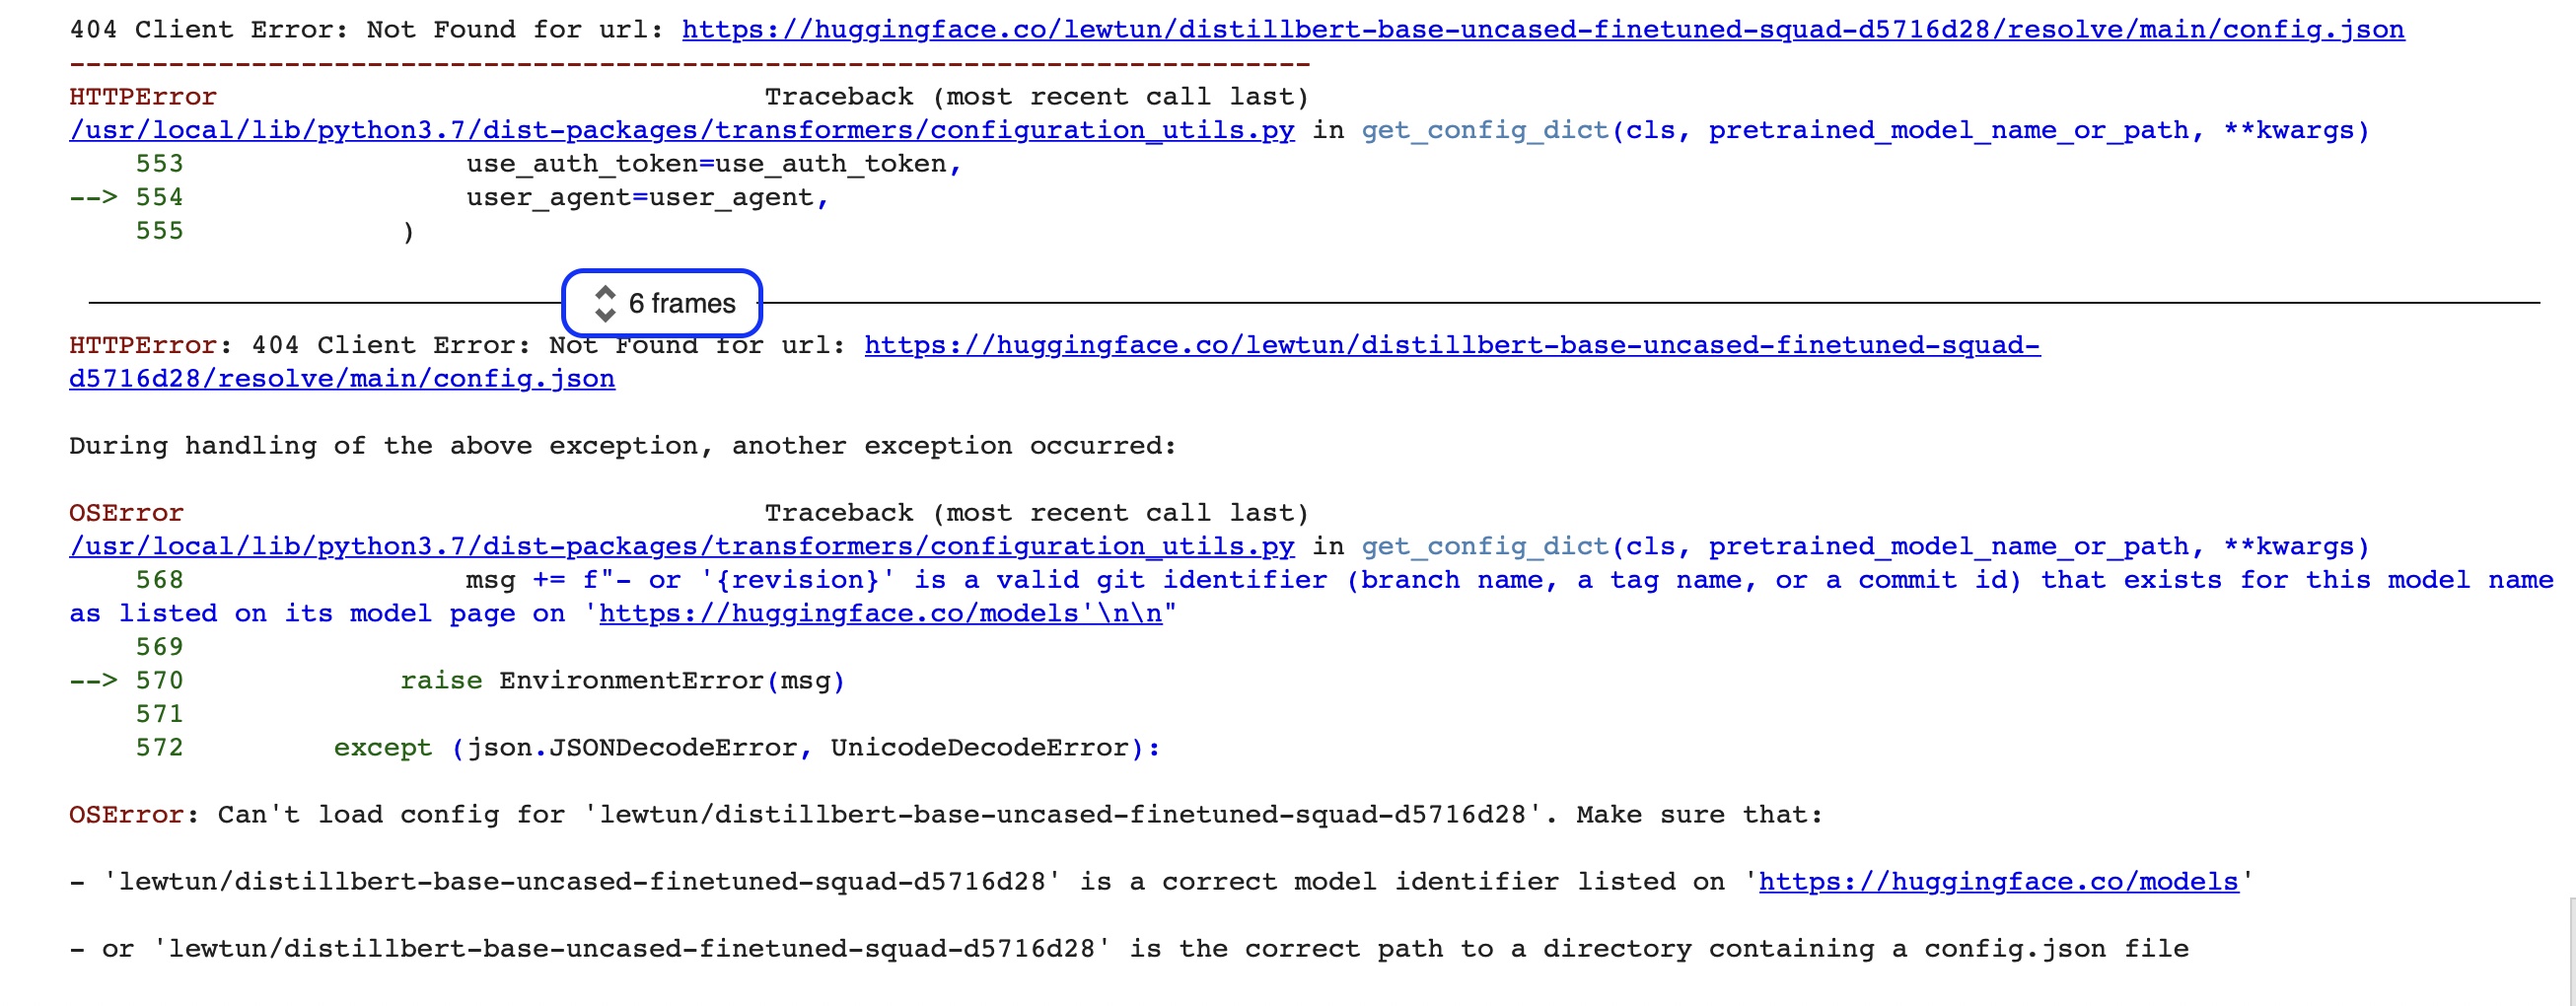 404 Client Error: Not Found for url: https://huggingface.co/lewtun/distillbert-base-uncased-finetuned-squad-d5716d28/resolve/main/config.json
---------------------------------------------------------------------------
HTTPError                                 Traceback (most recent call last)
/usr/local/lib/python3.7/dist-packages/transformers/configuration_utils.py in get_config_dict(cls, pretrained_model_name_or_path, **kwargs)
    553                 use_auth_token=use_auth_token,
--> 554                 user_agent=user_agent,
    555             )
6 frames
HTTPError: 404 Client Error: Not Found for url: https://huggingface.co/lewtun/distillbert-base-uncased-finetuned-squad-
d5716d28/resolve/main/config.json
During handling of the above exception, another exception occurred:
OSError                                   Traceback (most recent call last)
/usr/local/lib/python3.7/dist-packages/transformers/configuration_utils.py in get_config_dict(cls, pretrained_model_name_or_path, **kwargs)
    568                 msg += f"- or '{revision}' is a valid git identifier (branch name, a tag name, or a commit id) that exists for this model name
as listed on its model page on 'https://huggingface.co/models'\n\n"
    569
--> 570             raise EnvironmentError(msg)
    571
    572         except (json.JSONDecodeError, UnicodeDecodeError):
OSError: Can't load config for 'lewtun/distillbert-base-uncased-finetuned-squad-d5716d28'. Make sure that:
- 'lewtun/distillbert-base-uncased-finetuned-squad-d5716d28' is a correct model identifier listed on 'https://huggingface.co/models'
- or 'lewtun/distillbert-base-uncased-finetuned-squad-d5716d28' is the correct path to a directory containing a config.json file